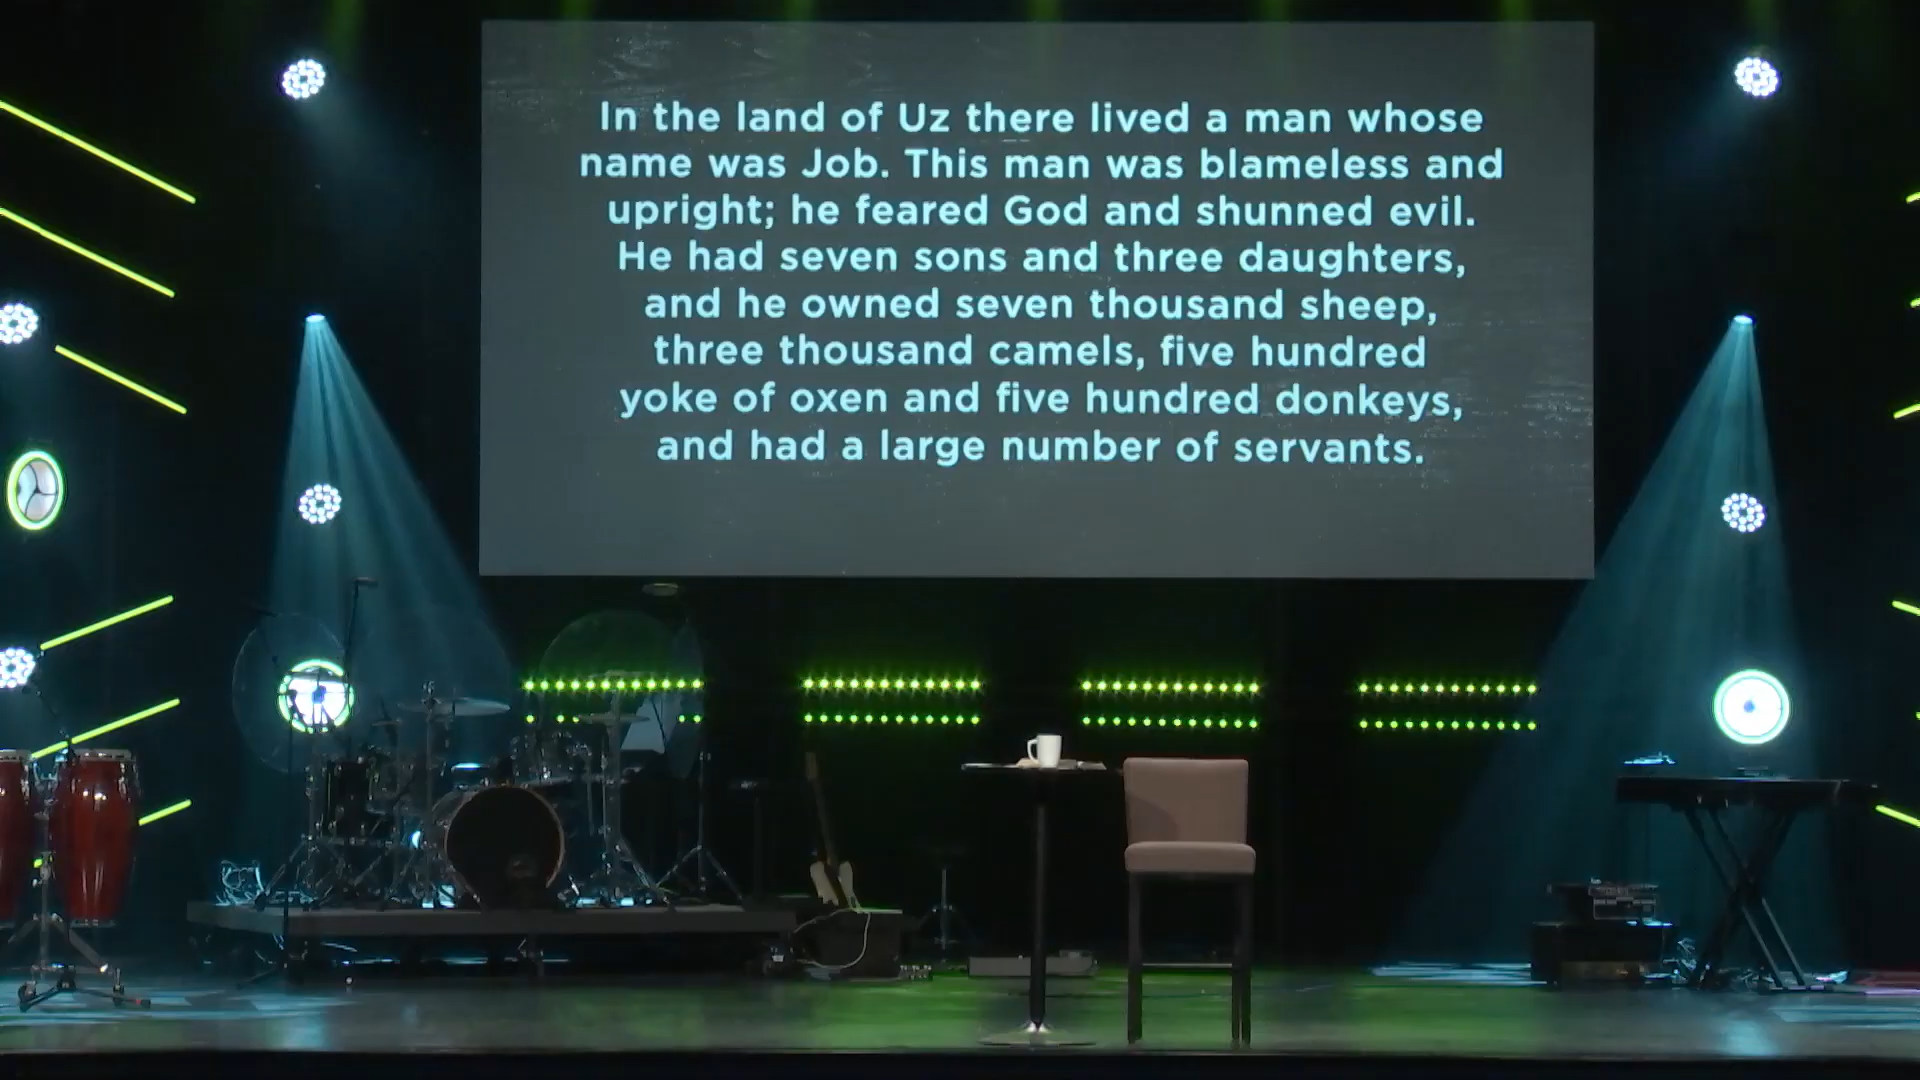 In the land of Uz there lived a man whose
name was Job. This man was blameless and
upright; he feared God and shunned evil.
He had seven sons and three daughters,
and he owned seven thousand sheep,
three thousand camels, five hundred
yoke of oxen and five hundred donkeys,
and had a large number of servants.